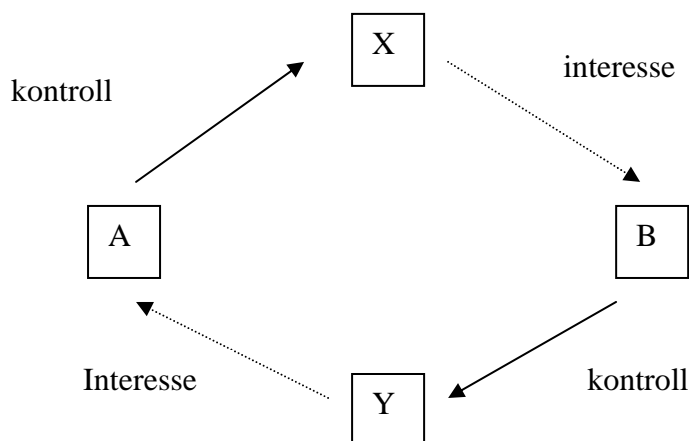 X
interesse
kontroll
A
B
Interesse
Y
kontroll